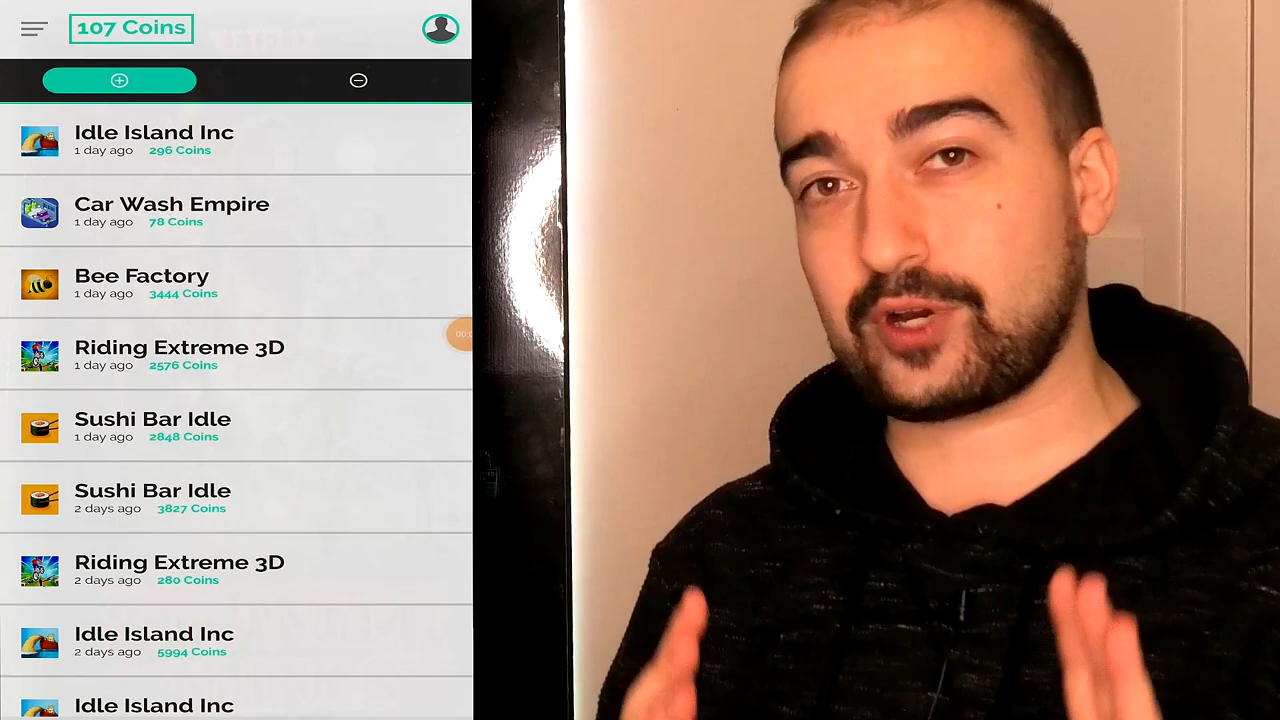 107 Coins
Idle Island Inc
1 day ago 296 Coins
Car Wash Empire
1 day ago 78 Coins
Bee Factory
1 day ago 3444 Coins
Riding Extreme 3D
1 day ago 2576 Coins
Sushi Bar Idle
1 day ago 2848 Coins
Sushi Bar Idle
2 days ago 3827 Coins
Riding Extreme 3D
2 days ago 280 Coins
Idle Island Inc
2 days ago 5994 Coins
Idle Island Inc